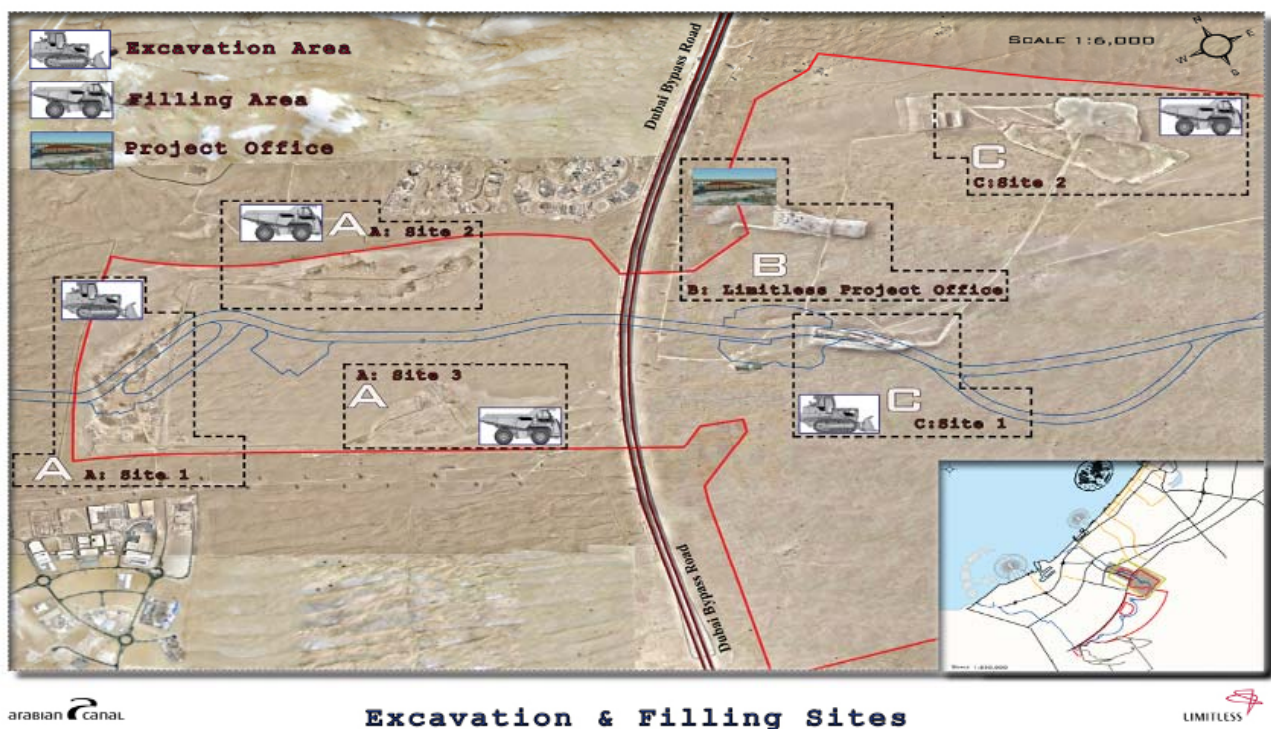 Excavation Area
Filling Area
Project Office
Dubai Bypass Road
SCALE 1:6,000
N
E
W
S
C
C:Site 2
A
A: Site 2
B
B: Limitless Project Office
A: Site 3
A
C
C:Site 1
A
A: Site 1
Dubai Bypass Road
arabian canal
Excavation & Filling Sites
LIMITLESS